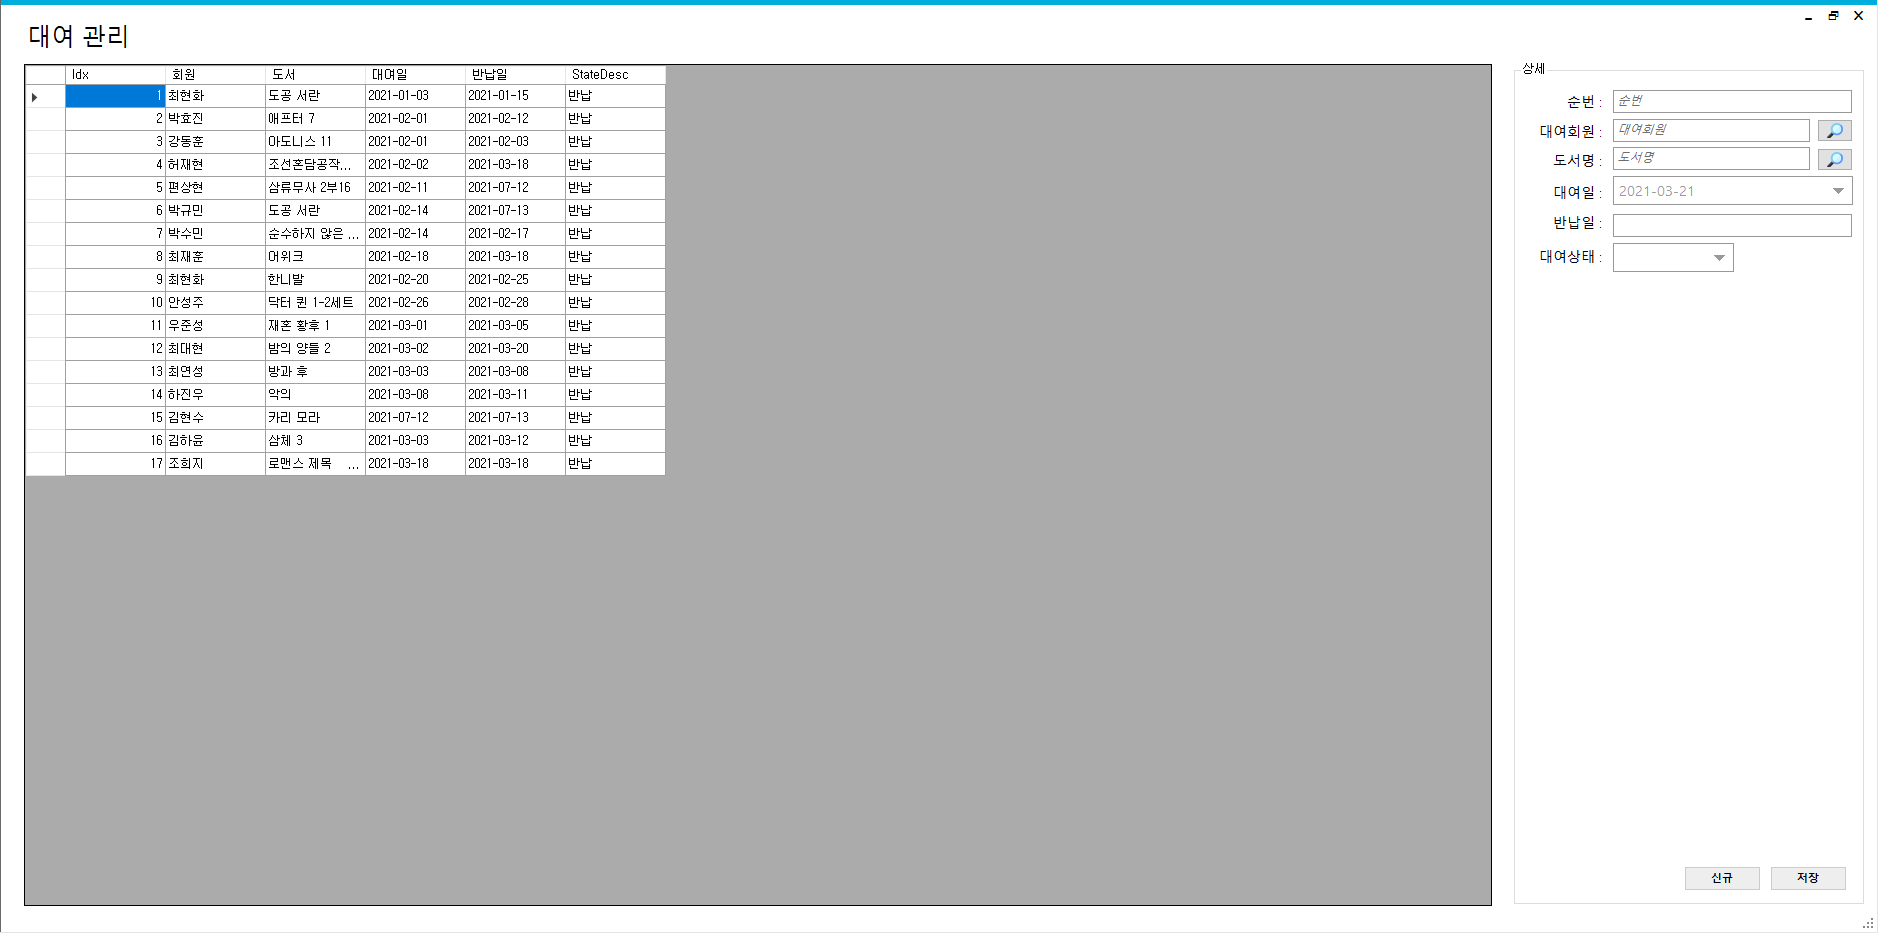 대여 관리
Idx 회원 도서 대여일 반납일 StateDesc
1 최현화 도공 서란 2021-01-03 2021-01-15 반납
2 박효진 애프터 7 2021-02-01 2021-02-12 반납
3 강동훈 아도니스 11 2021-02-01 2021-02-03 반납
4 허재현 조선혼담공작... 2021-02-02 2021-03-18 반납
5 편상현 삼류무사 2부16 2021-02-11 2021-07-12 반납
6 박규민 도공 서란 2021-02-14 2021-07-13 반납
7 박수민 순수하지 않은 ... 2021-02-14 2021-02-17 반납
8 최재훈 머위크 2021-02-18 2021-03-18 반납
9 최현화 한니발 2021-02-20 2021-02-25 반납
10 안성주 닥터 퀸 1-2세트 2021-02-26 2021-02-28 반납
11 우준성 재혼 황후 1 2021-03-01 2021-03-05 반납
12 최대현 밤의 양들 2 2021-03-02 2021-03-20 반납
13 최연성 방과 후 2021-03-03 2021-03-08 반납
14 하진우 악의 2021-03-08 2021-03-11 반납
15 김현수 카리 모라 2021-07-12 2021-07-13 반납
16 김하윤 삼체 3 2021-03-03 2021-03-12 반납
17 조희지 로맨스 제목 ... 2021-03-18 2021-03-18 반납
상세
순번 : 순번
대여회원 : 대여회원
도서명 : 도서명
대여일 : 2021-03-21
반납일 :
대여상태 :
신규 저장